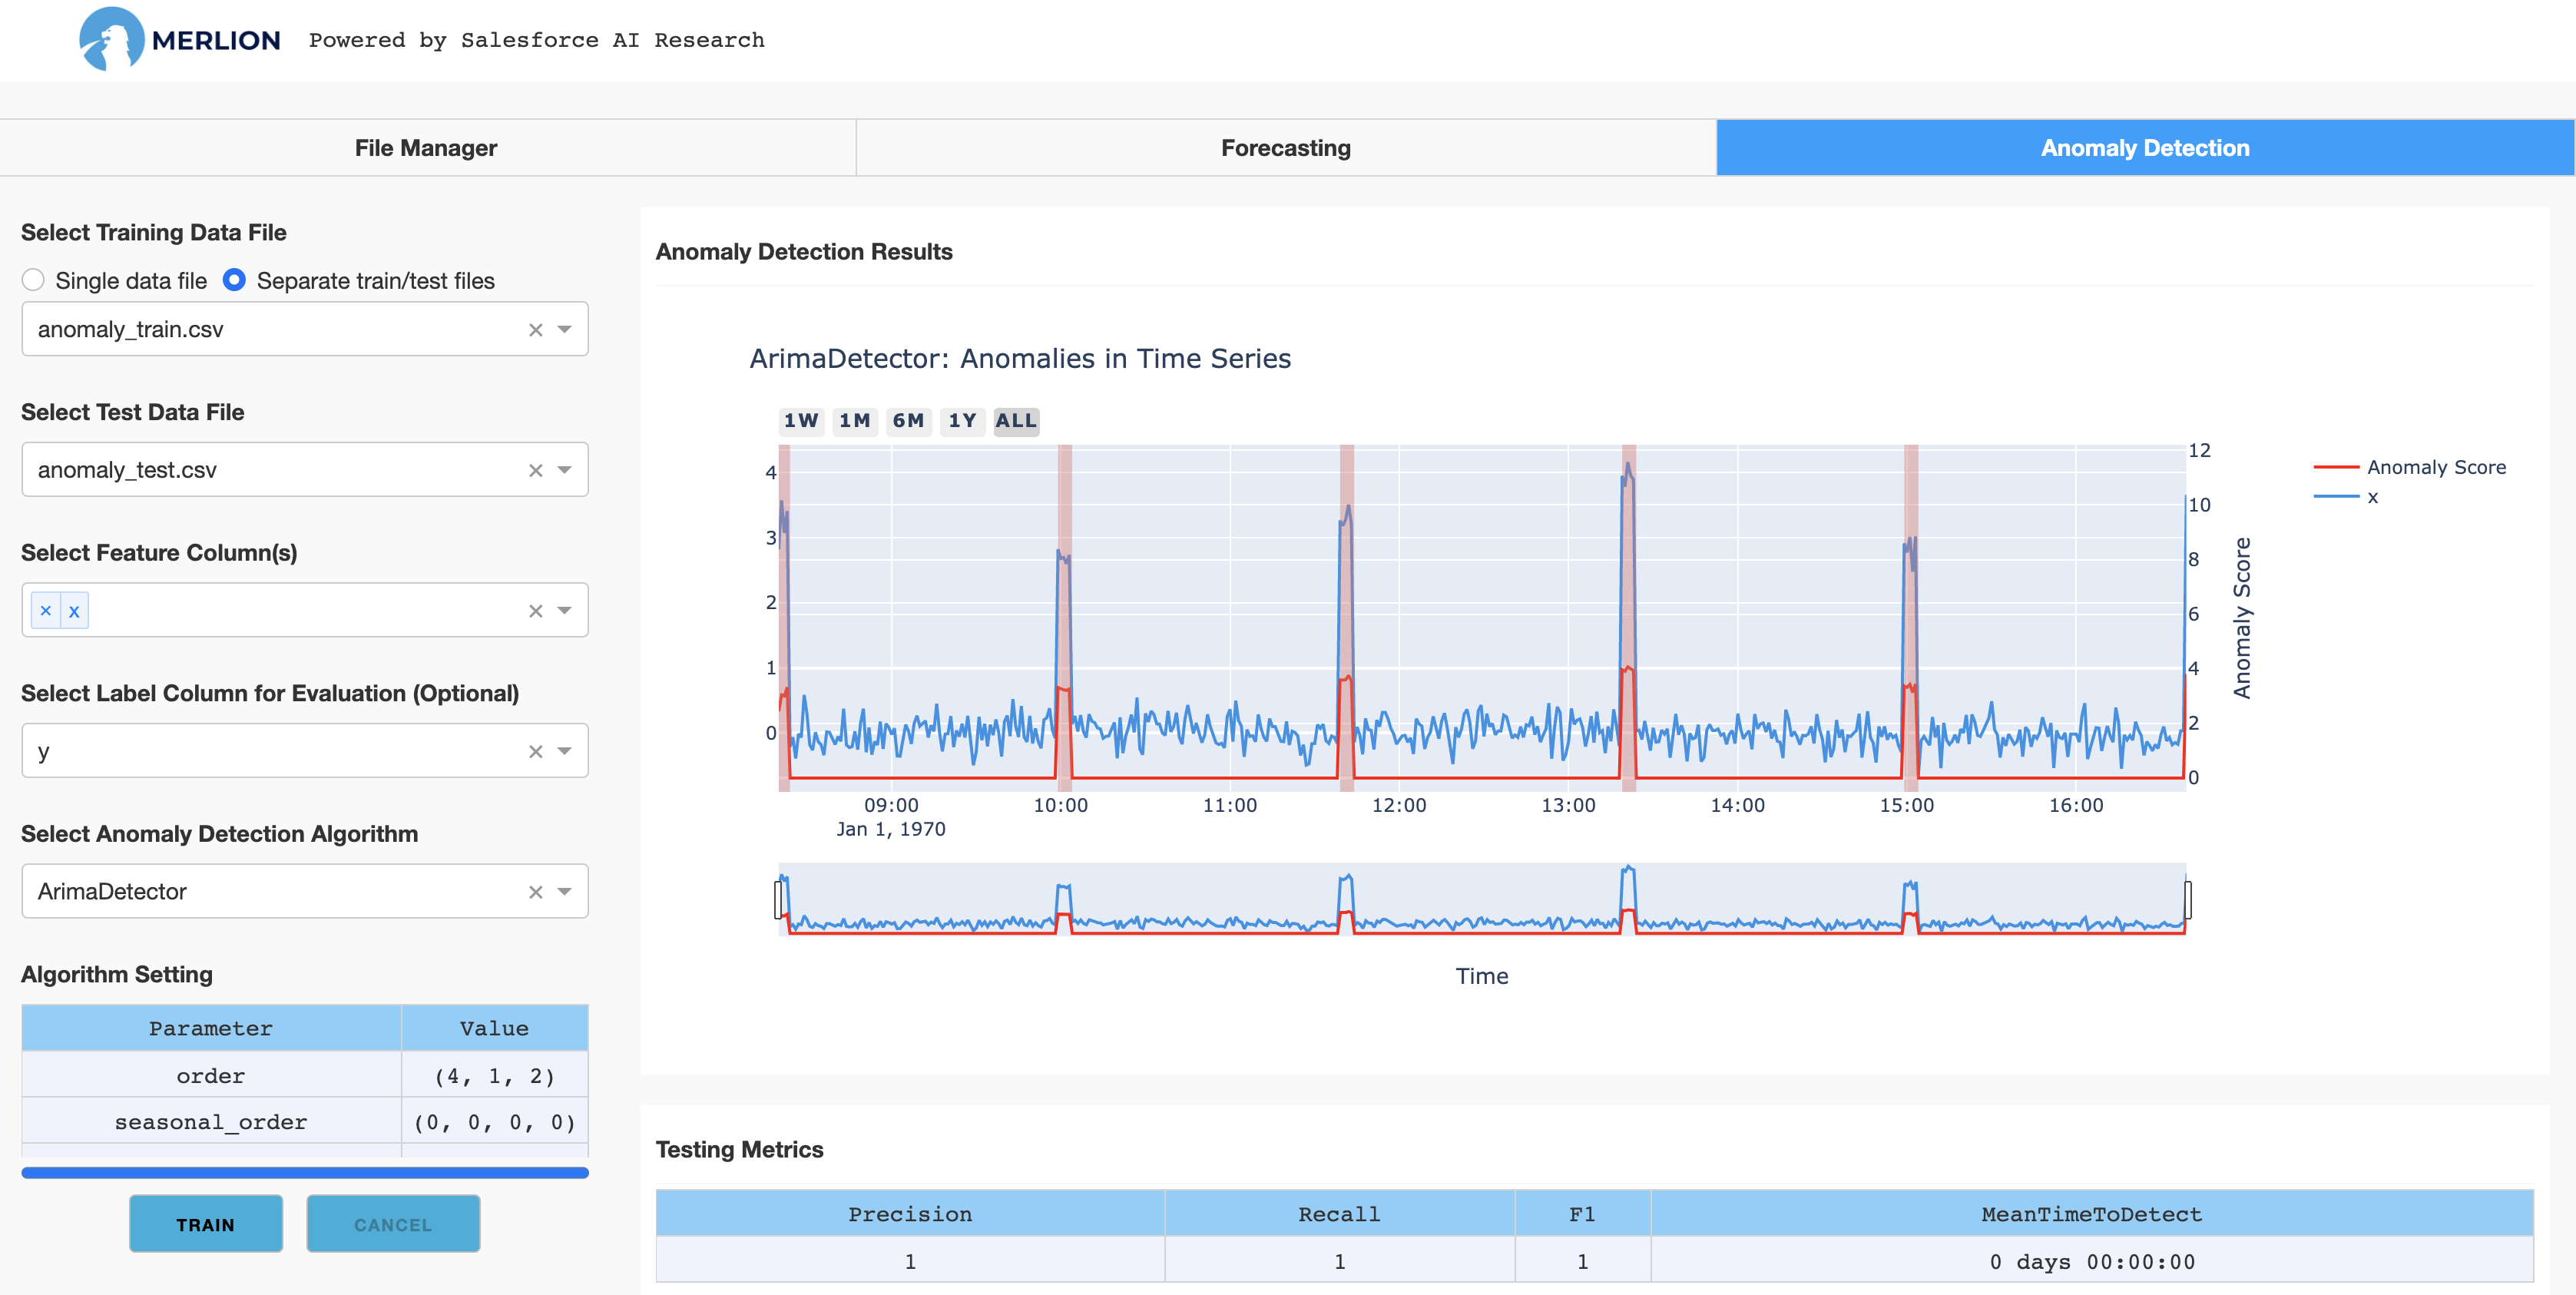 MERLION Powered by Salesforce AI Research
File Manager Forecasting Anomaly Detection
Select Training Data File
Single data file Separate train/test files
anomaly_train.csv × 
Select Test Data File
anomaly_test.csv ×
Select Feature Column(s)
× x ×
Select Label Column for Evaluation (Optional)
y ×
Select Anomaly Detection Algorithm
ArimaDetector ×
Algorithm Setting
Parameter Value
order (4, 1, 2)
seasonal_order (0, 0, 0, 0)
TRAIN CANCEL
Anomaly Detection Results
ArimaDetector: Anomalies in Time Series
1W 1M 6M 1Y ALL
4
3
2
1
0
12
10
8
6
4
2
0
Anomaly Score
Anomaly Score
x
09:00 10:00 11:00 12:00 13:00 14:00 15:00 16:00
Jan 1, 1970
Time
Testing Metrics
Precision Recall F1 MeanTimeToDetect
1 1 1 0 days 00:00:00